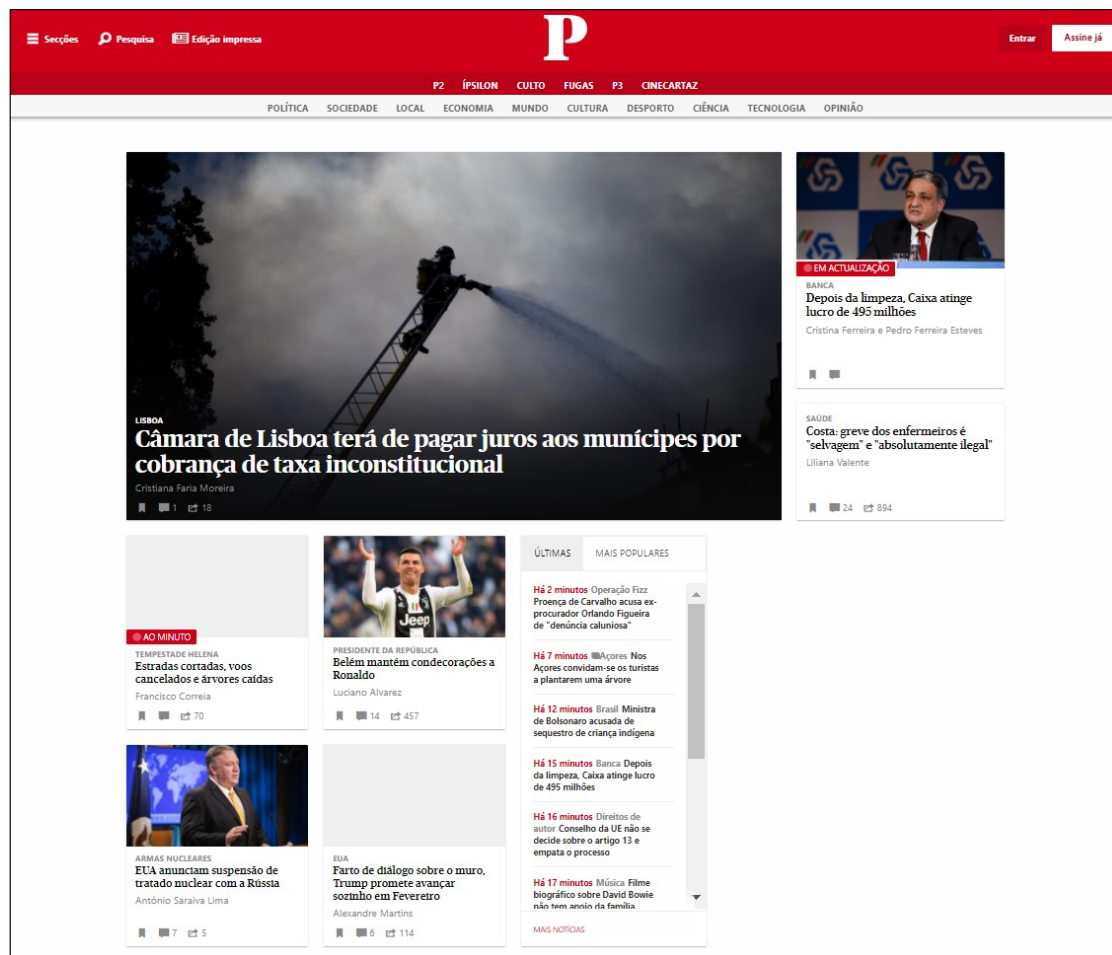 Secções Pesquisa Edição impressa
P
Entrar Assine já
P2 ÍPSILON CULTO FUGAS P3 CINECARTAZ
POLÍTICA SOCIEDADE LOCAL ECONOMIA MUNDO CULTURA DESPORTO CIÊNCIA TECNOLOGIA OPINIÃO
LISBOA
Câmara de Lisboa terá de pagar juros aos munícipes por
cobrança de taxa inconstitucional
Cristiana Faria Moreira
1 18
EM ACTUALIZAÇÃO
BANCA
Depois da limpeza, Caixa atinge
lucro de 495 milhões
Cristina Ferreira e Pedro Ferreira Esteves
SAÚDE
Costa: greve dos enfermeiros é
"selvagem" e "absolutamente ilegal"
Liliana Valente
24 894
AO MINUTO
TEMPESTADE HELENA
Estradas cortadas, voos
cancelados e árvores caídas
Francisco Correia
70
Jeep
PRESIDENTE DA REPÚBLICA
Belém mantém condecorações a
Ronaldo
Luciano Alvarez
14 457
ÚLTIMAS MAIS POPULARES
Há 2 minutos Operação Fizz
Proença de Carvalho acusa ex-
procurador Orlando Figueira
de "denúncia caluniosa"
Há 7 minutos Açores Nos
Açores convidam-se os turistas
a plantarem uma árvore
Há 12 minutos Brasil Ministra
de Bolsonaro acusada de
sequestro de criança indígena
Há 15 minutos Banca Depois
da limpeza, Caixa atinge lucro
de 495 milhões
Há 16 minutos Direitos de
autor Conselho da UE não se
decide sobre o artigo 13 e
empata o processo
Há 17 minutos Música Filme
biográfico sobre David Bowie
não tem apoio da família
MAIS NOTÍCIAS
ARMAS NUCLEARES
EUA anunciam suspensão de
tratado nuclear com a Rússia
António Saraiva Lima
7 5
EUA
Farto de diálogo sobre o muro,
Trump promete avançar
sozinho em Fevereiro
Alexandre Martins
6 114